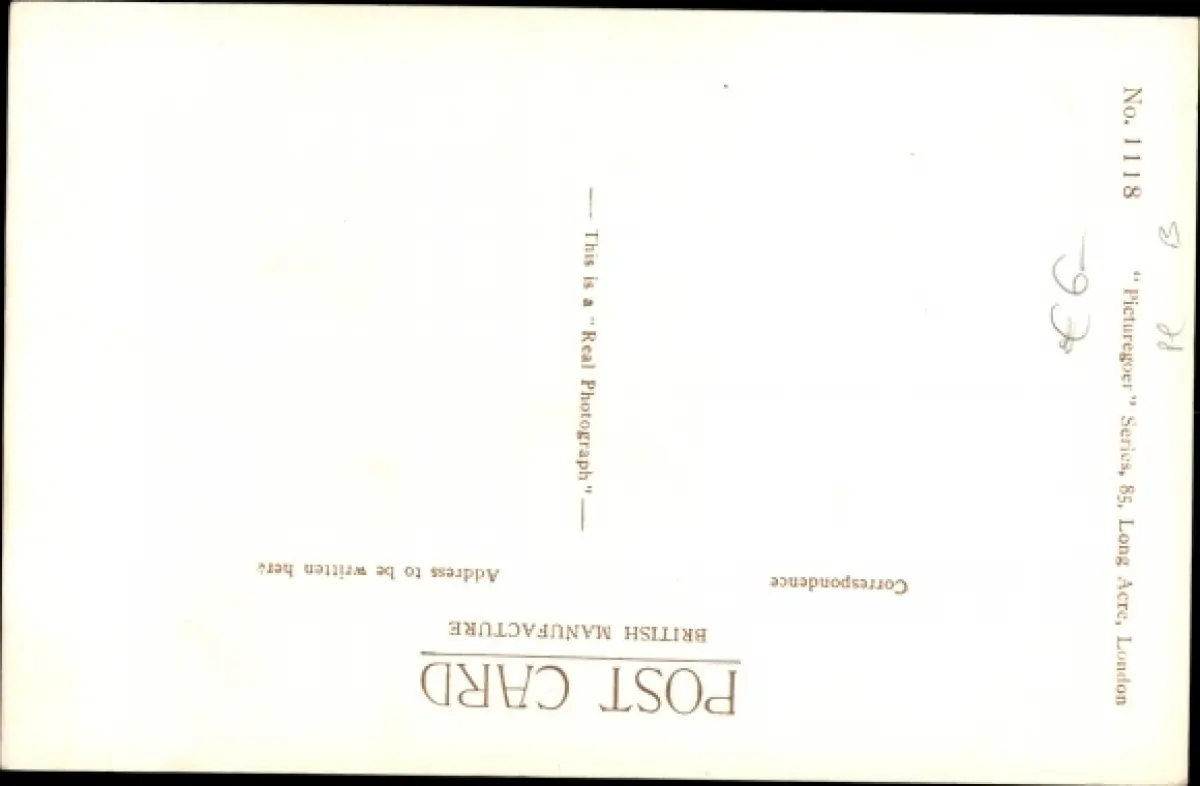 POST CARD
BRITISH MANUFACTURE
Correspondence
Address to be written here
— This is a "Real Photograph" —
No. 1118 "Picturegoer" Series, 85, Long Acre, London
£6-